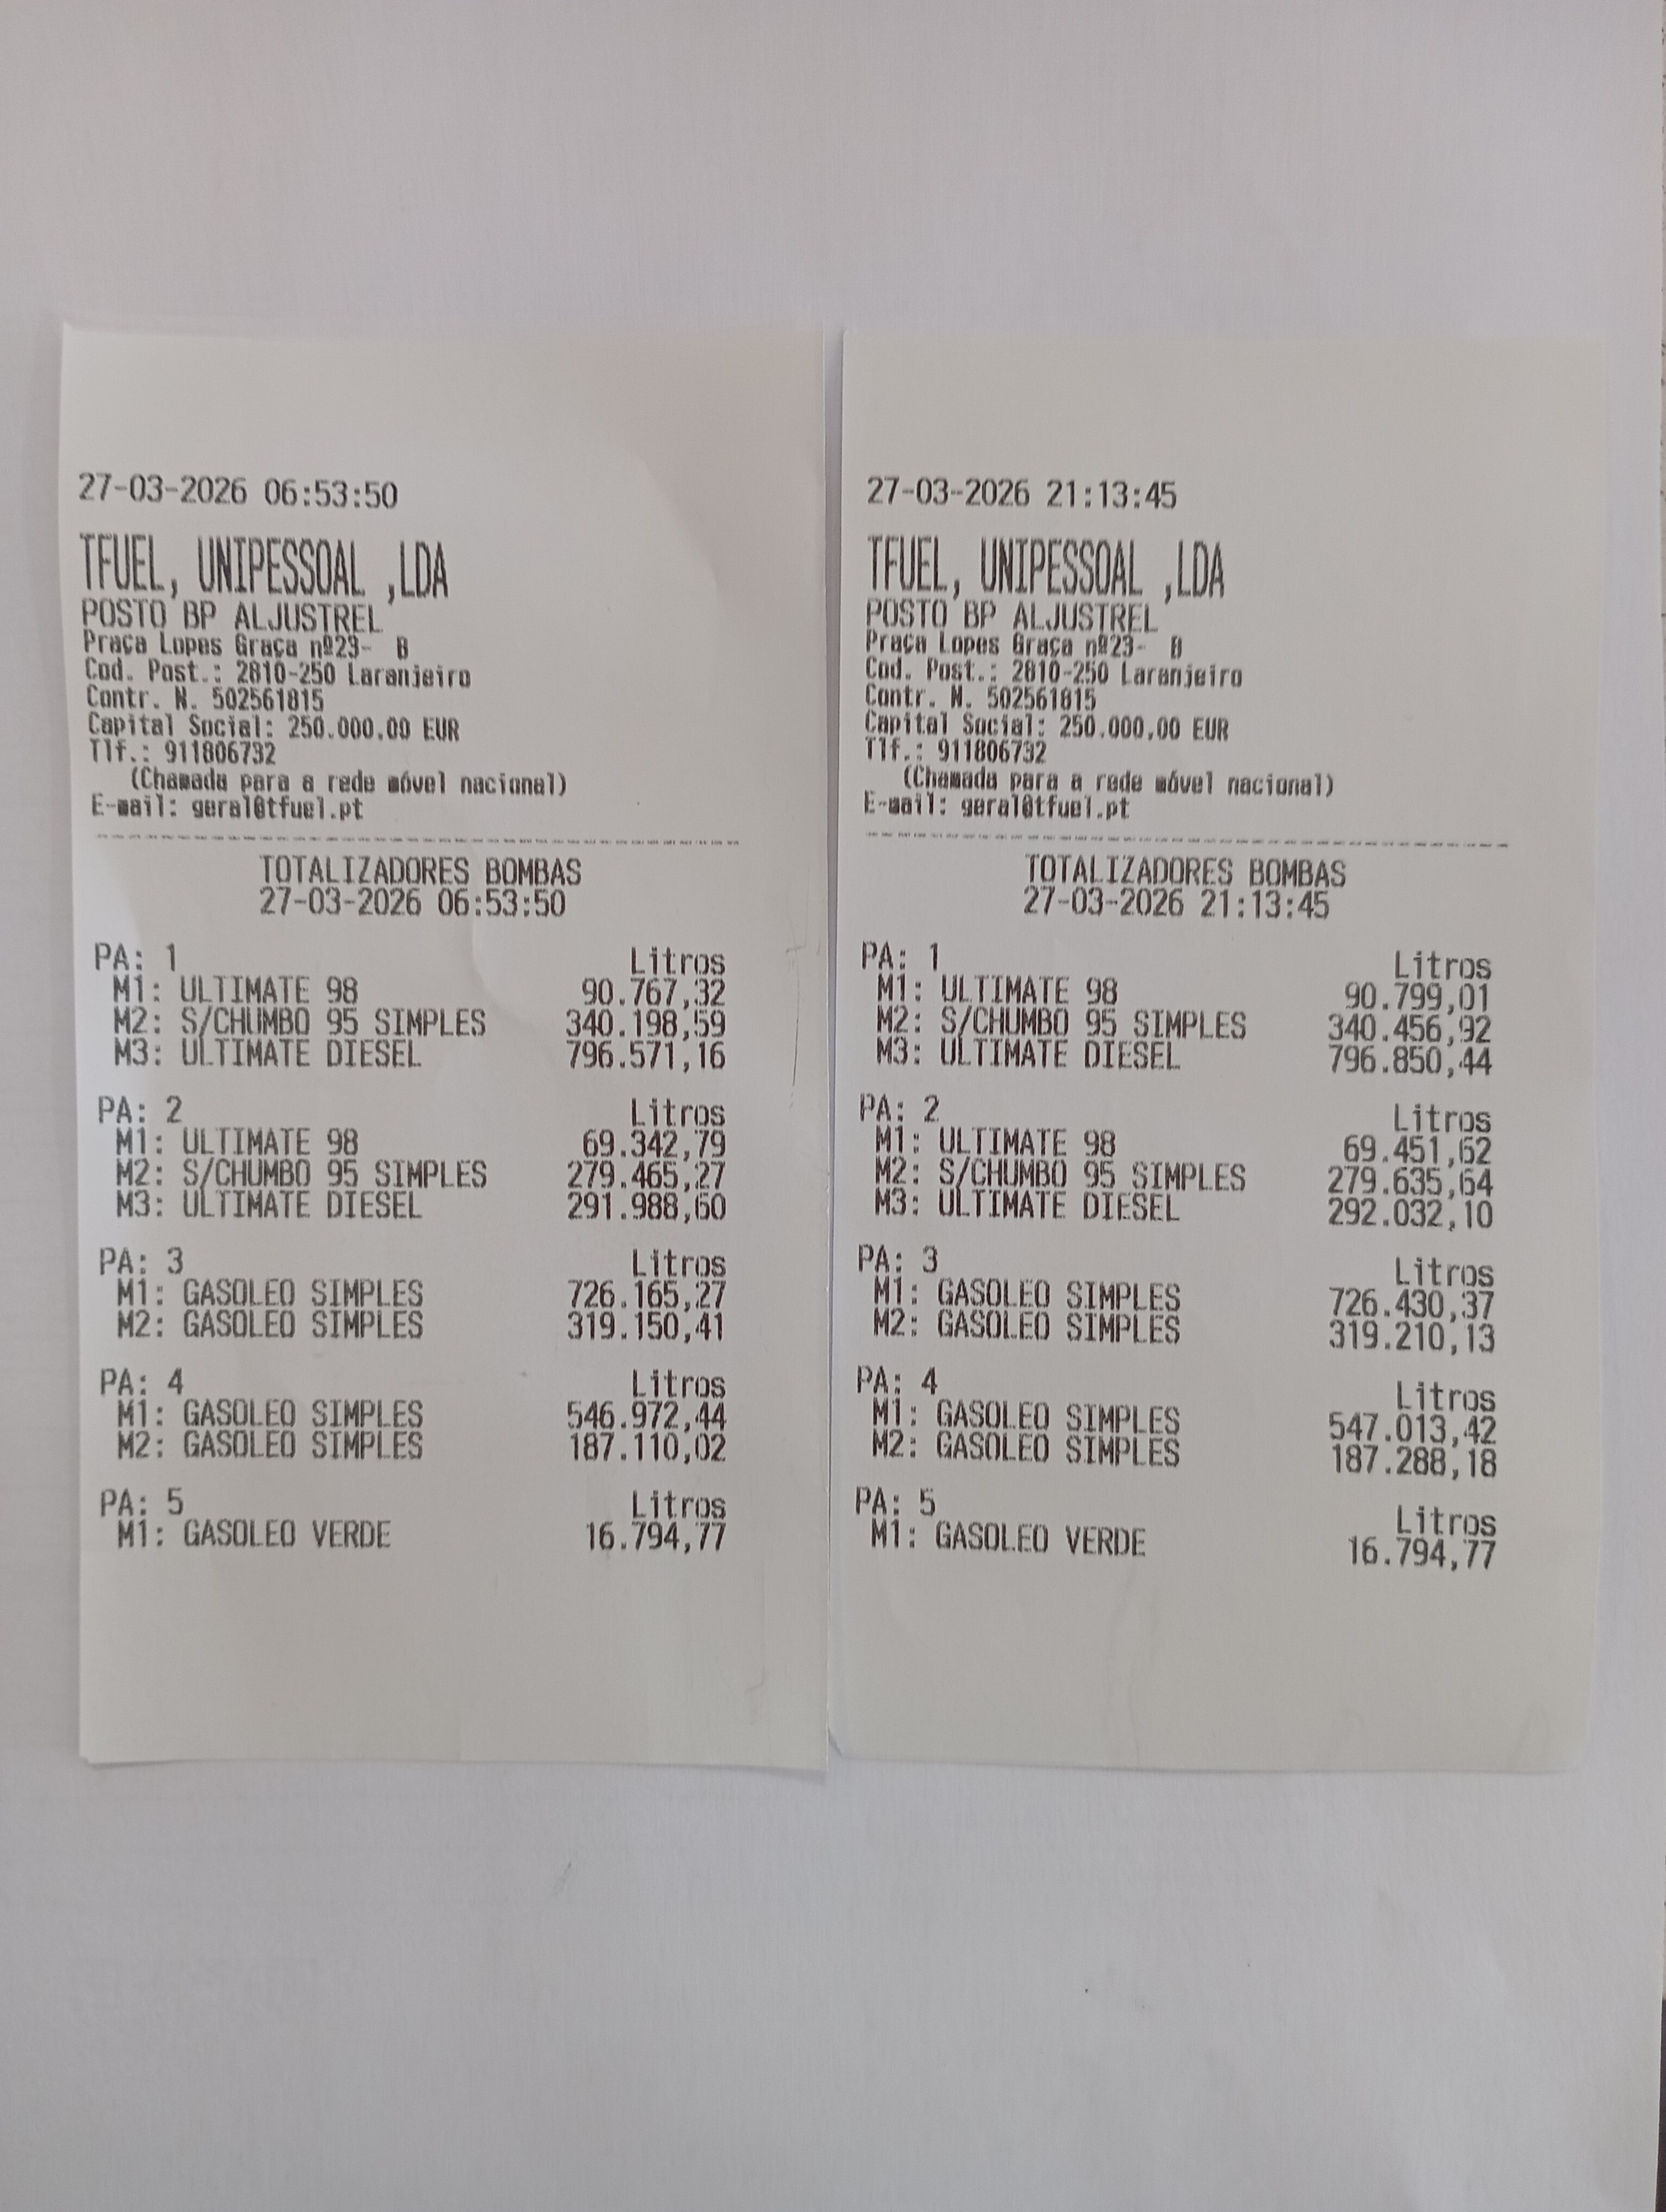 27-03-2026 06:53:50
TFUEL, UNIPESSOAL ,LDA
POSTO BP ALJUSTREL
Praça Lopes Graça nº23-  B
Cod. Post.: 2810-250 Laranjeiro
Contr. N. 502561815
Capital Social: 250.000,00 EUR
Tlf.: 911806732
(Chamada para a rede móvel nacional)
E-mail: geral@tfuel.pt
TOTALIZADORES BOMBAS
27-03-2026 06:53:50
PA: 1 Litros
M1: ULTIMATE 98 90.767,32
M2: S/CHUMBO 95 SIMPLES 340.198,59
M3: ULTIMATE DIESEL 796.571,16
PA: 2 Litros
M1: ULTIMATE 98 69.342,79
M2: S/CHUMBO 95 SIMPLES 279.465,27
M3: ULTIMATE DIESEL 291.988,60
PA: 3 Litros
M1: GASOLEO SIMPLES 726.165,27
M2: GASOLEO SIMPLES 319.150,41
PA: 4 Litros
M1: GASOLEO SIMPLES 546.972,44
M2: GASOLEO SIMPLES 187.110,02
PA: 5 Litros
M1: GASOLEO VERDE 16.794,77
27-03-2026 21:13:45
TFUEL, UNIPESSOAL ,LDA
POSTO BP ALJUSTREL
Praça Lopes Graça nº23-  B
Cod. Post.: 2810-250 Laranjeiro
Contr. N. 502561815
Capital Social: 250.000,00 EUR
Tlf.: 911806732
(Chamada para a rede móvel nacional)
E-mail: geral@tfuel.pt
TOTALIZADORES BOMBAS
27-03-2026 21:13:45
PA: 1 Litros
M1: ULTIMATE 98 90.799,01
M2: S/CHUMBO 95 SIMPLES 340.456,92
M3: ULTIMATE DIESEL 796.850,44
PA: 2 Litros
M1: ULTIMATE 98 69.451,62
M2: S/CHUMBO 95 SIMPLES 279.635,64
M3: ULTIMATE DIESEL 292.032,10
PA: 3 Litros
M1: GASOLEO SIMPLES 726.430,37
M2: GASOLEO SIMPLES 319.210,13
PA: 4 Litros
M1: GASOLEO SIMPLES 547.013,42
M2: GASOLEO SIMPLES 187.288,18
PA: 5 Litros
M1: GASOLEO VERDE 16.794,77